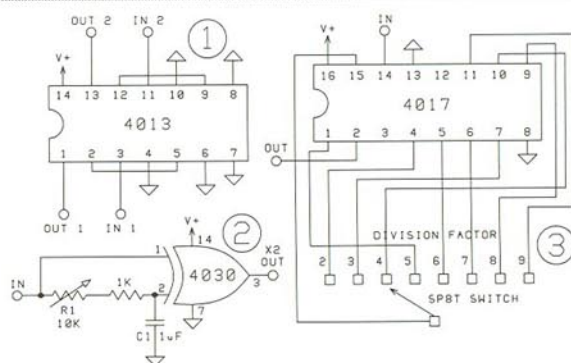 OUT 2 IN 2
1
V+
14 13 12 11 10 9 8
4013
1 2 3 4 5 6 7
OUT 1 IN 1
2
V+
14
1
4030
X2
OUT
3
2
7
IN
R1
10K
1K
C1 1uF
V+
IN
16 15 14 13 12 11 10 9
4017
1 2 3 4 5 6 7 8
OUT
DIVISION FACTOR
3
2 3 4 5 6 7 8 9
SP8T SWITCH